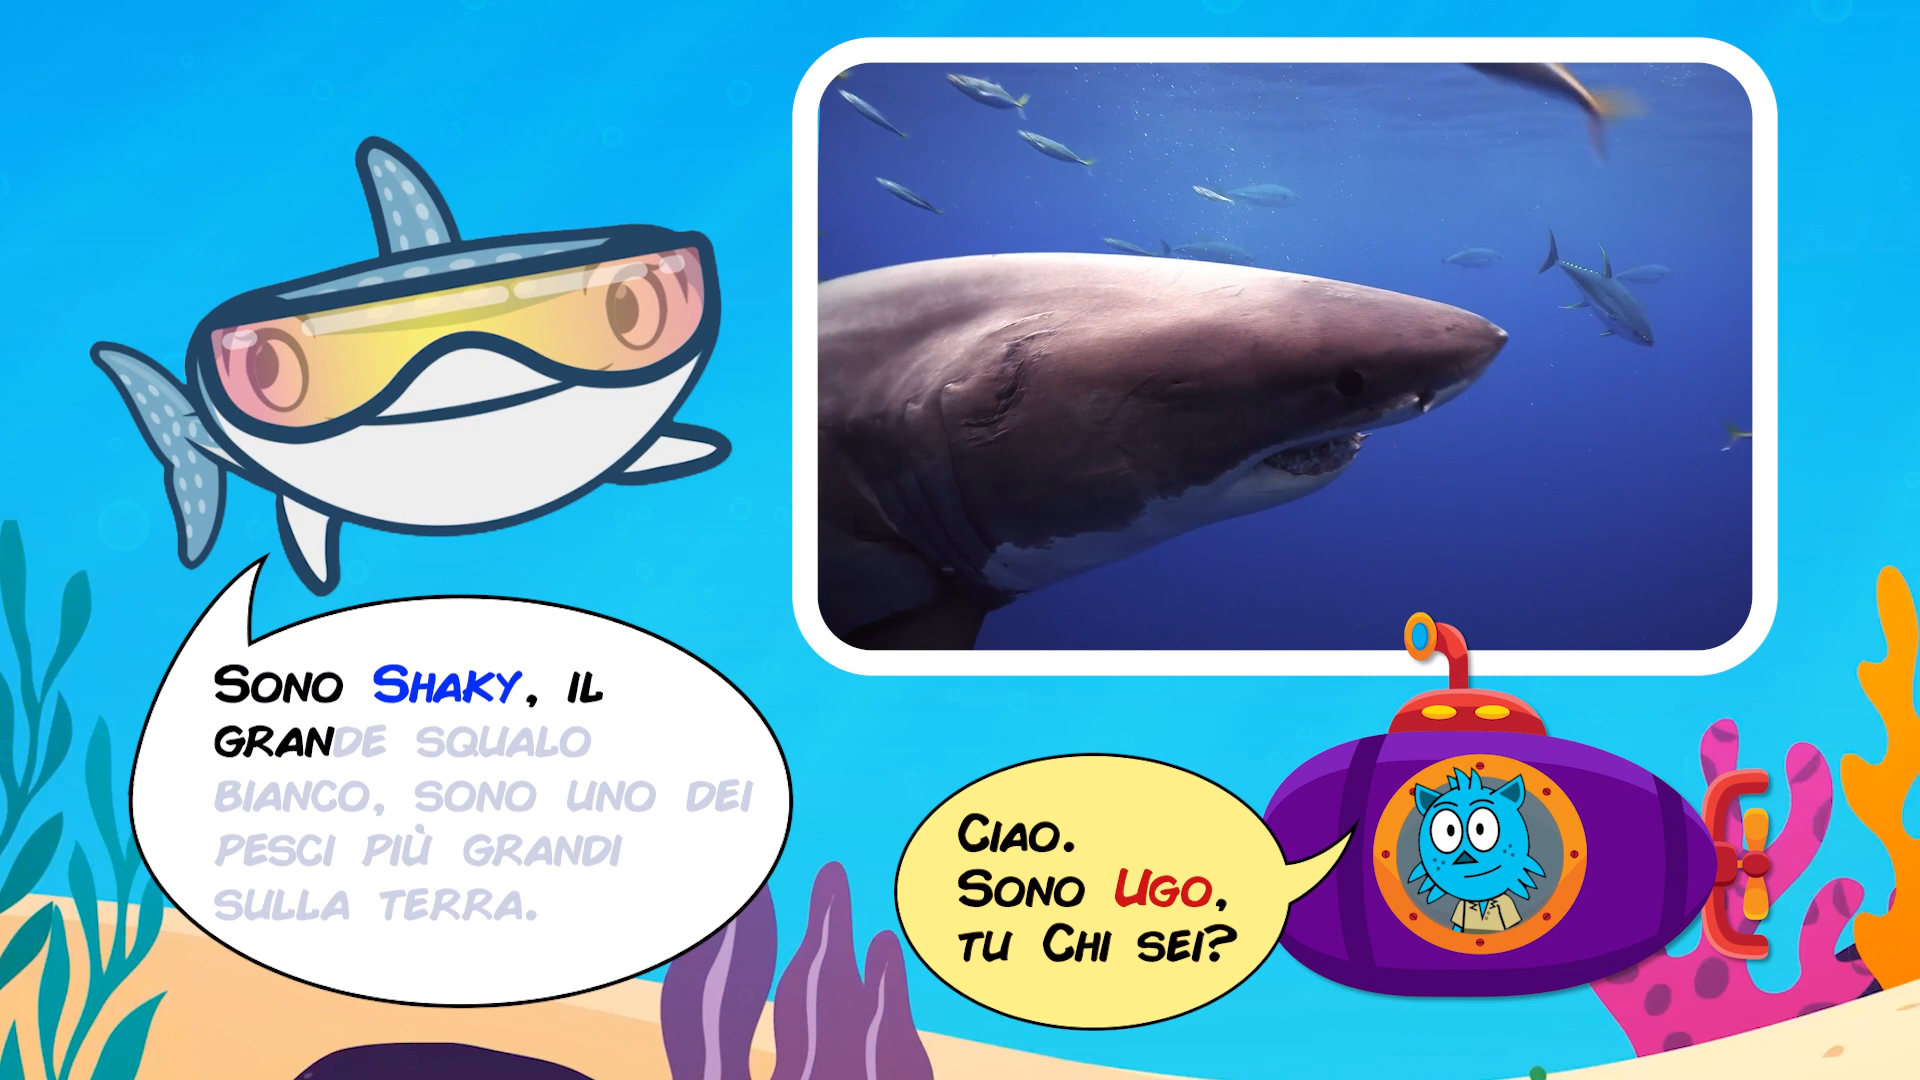 Sono Shaky, il
grande squalo
bianco, sono uno dei
pesci più grandi
sulla terra.
Ciao.
Sono Ugo,
tu Chi sei?